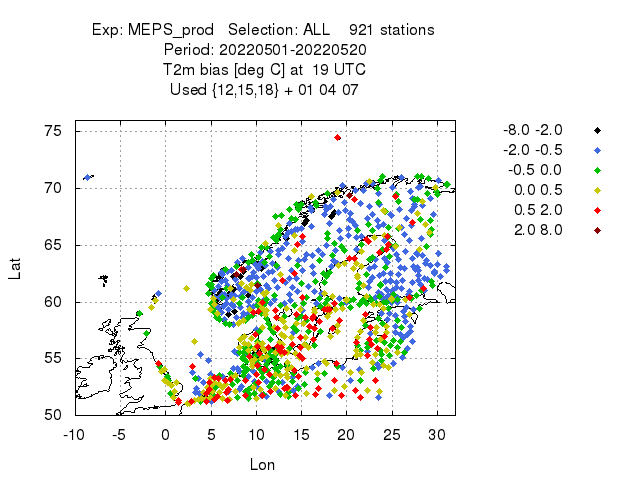 Exp: MEPS_prod   Selection: ALL    921 stations
Period: 20220501-20220520
T2m bias [deg C] at  19 UTC
Used {12,15,18} + 01 04 07
-8.0 -2.0
-2.0 -0.5
-0.5 0.0
0.0 0.5
0.5 2.0
2.0 8.0
75
70
65
60
55
50
Lat
-10 -5 0 5 10 15 20 25 30
Lon